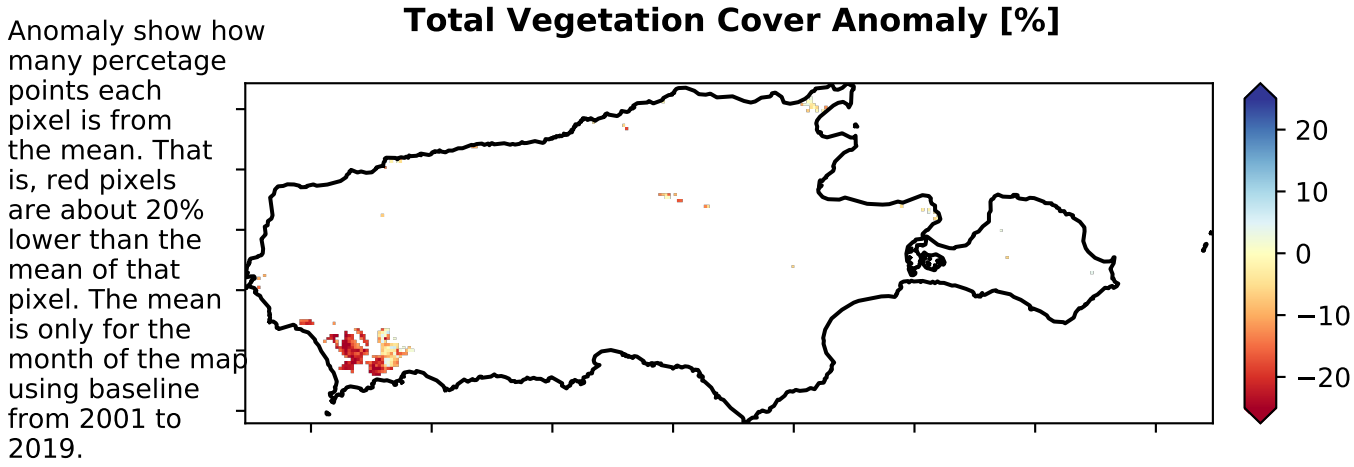 Total Vegetation Cover Anomaly [%]
Anomaly show how
many percetage
points each
pixel is from
the mean. That
is, red pixels
are about 20%
lower than the
mean of that
pixel. The mean
is only for the
month of the map
using baseline
from 2001 to
2019.
20
10
0
−10
−20